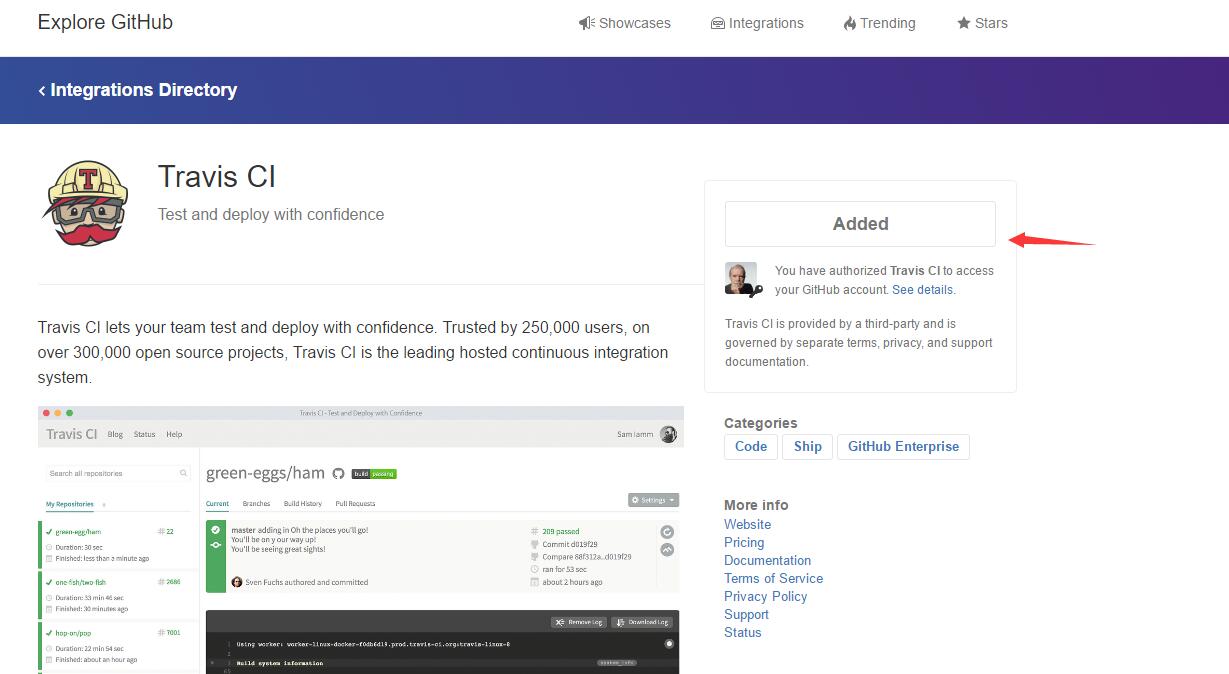 Explore GitHub
Showcases
Integrations
Trending
Stars
Integrations Directory
T
Travis CI
Test and deploy with confidence
Added
You have authorized Travis CI to access
your GitHub account. See details.
Travis CI is provided by a third-party and is
governed by separate terms, privacy, and support
documentation.
Travis CI lets your team test and deploy with confidence. Trusted by 250,000 users, on
over 300,000 open source projects, Travis CI is the leading hosted continuous integration
system.
Travis CI - Test and Deploy with Confidence
Travis CI Blog Status Help
Sam Iamm
Search all repositories
My Repositories
green-egg/ham # 22
Duration: 30 sec
Finished: less than a minute ago
one-fish/two-fish # 2686
Duration: 33 min 46 sec
Finished: 30 minutes ago
hop-on/pop # 7001
Duration: 22 min 54 sec
Finished: about an hour ago
green-eggs/ham build passing
Current Branches Build History Pull Requests
Settings
master adding in Oh the places you'll go!
You'll be on y our way up!
You'll be seeing great sights!
Sven Fuchs authored and committed
# 209 passed
Commit d019f29
Compare 88f312a...d019f29
ran for 53 sec
about 2 hours ago
Remove Log Download Log
1 Using worker: worker-linux-docker-f0db6d19.prod.travis-ci.org:travis-linux-8
2
3 Build system information system_info
65
Categories
Code Ship GitHub Enterprise
More info
Website
Pricing
Documentation
Terms of Service
Privacy Policy
Support
Status